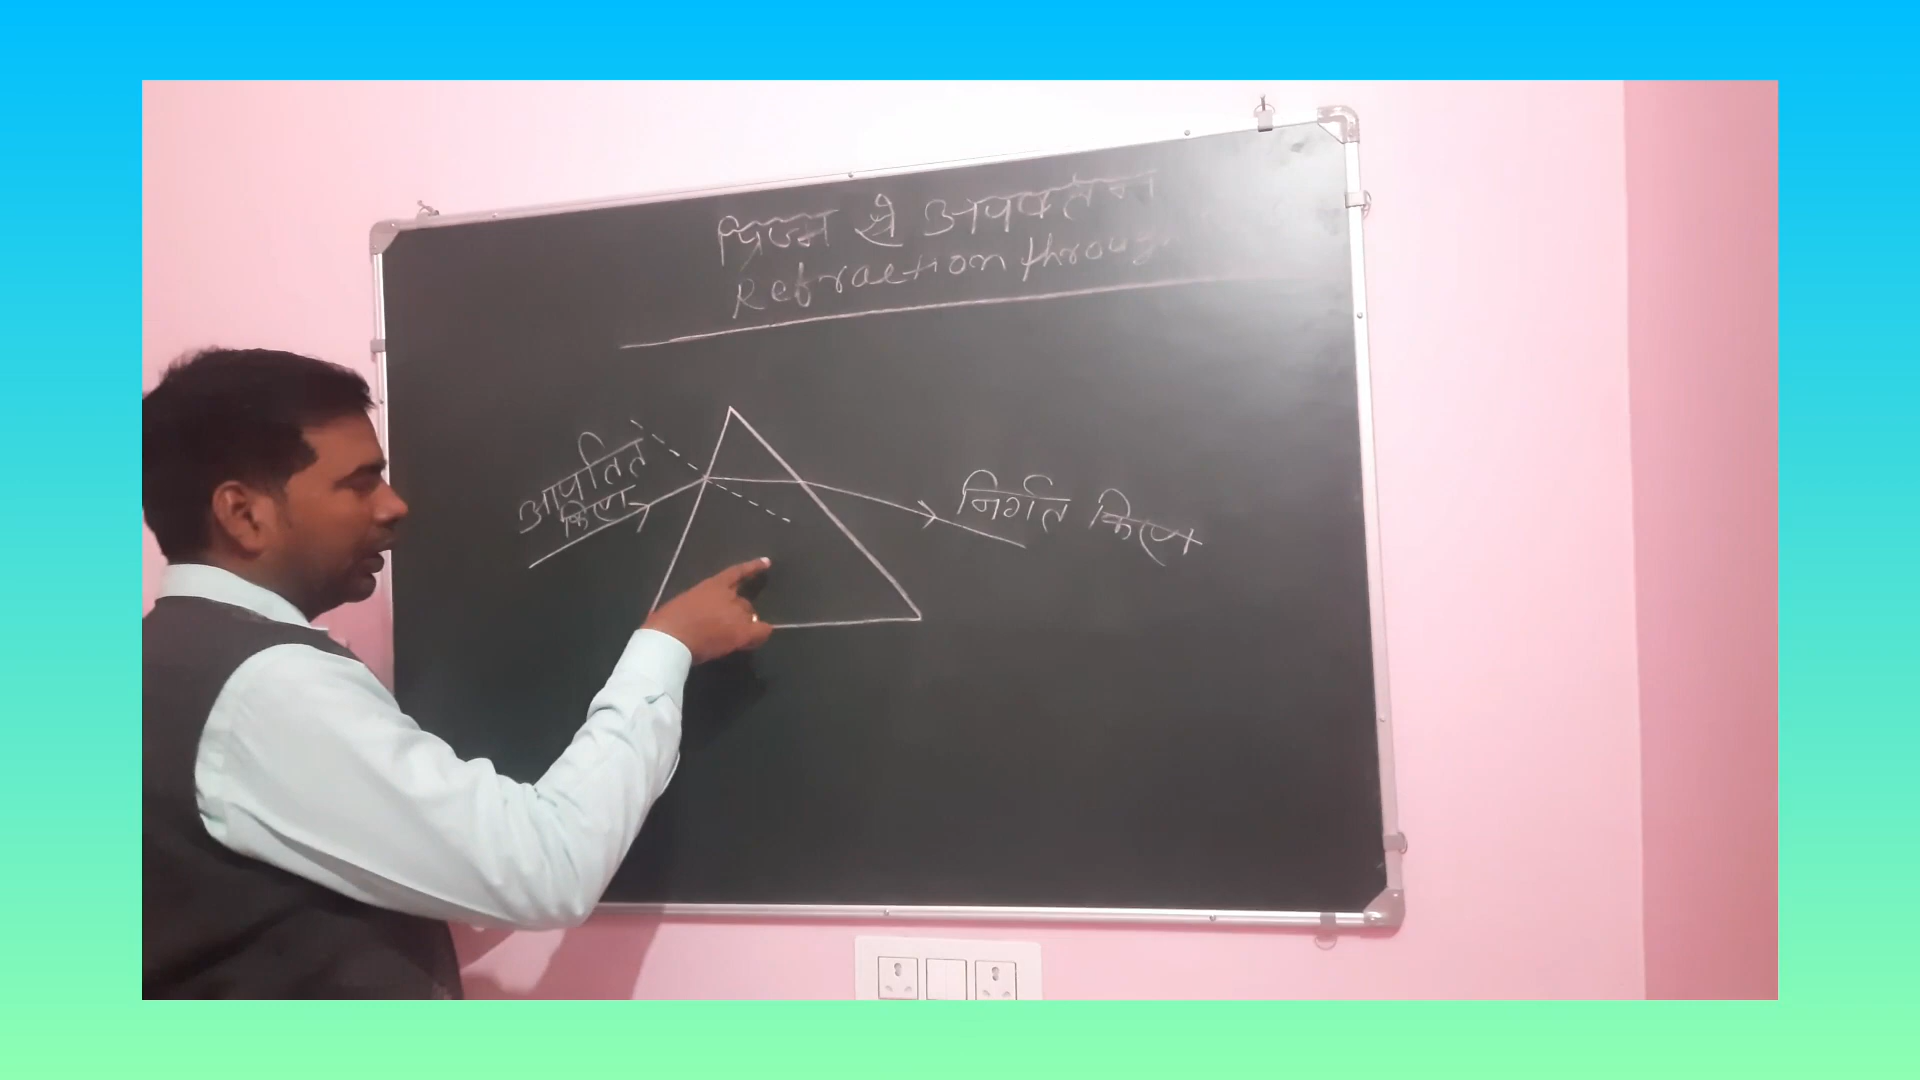 प्रिज्म से अपवर्तन
Refraction through
आपतित
किरण
निर्गत किरण